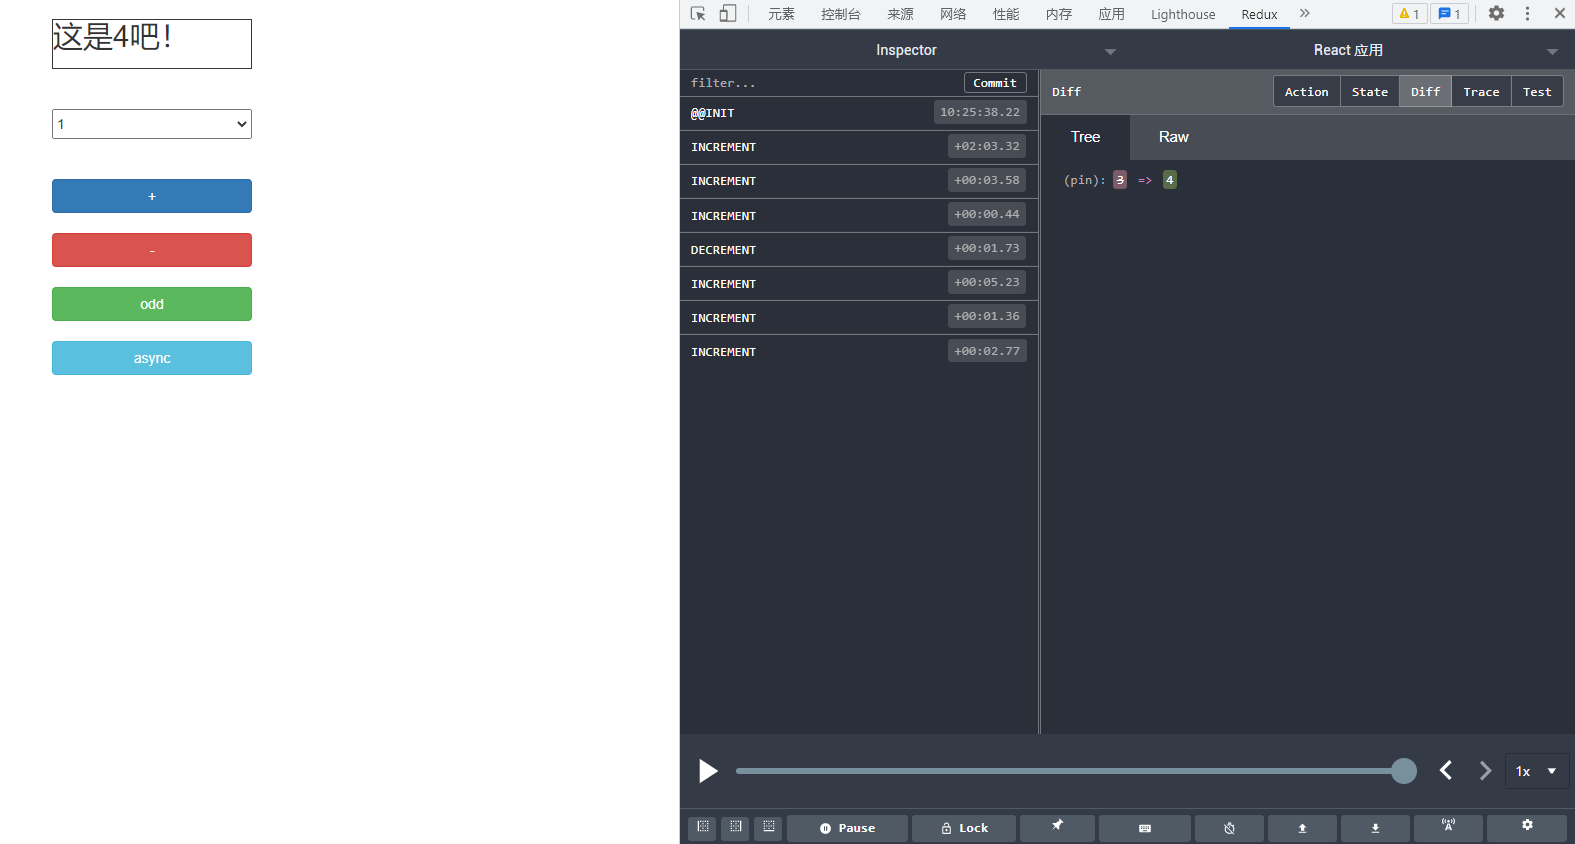 这是4吧!
1
+
-
odd
async
元素 控制台 来源 网络 性能 内存 应用 Lighthouse Redux 1 1
Inspector React 应用
filter... Commit
@@INIT 10:25:38.22
INCREMENT +02:03.32
INCREMENT +00:03.58
INCREMENT +00:00.44
DECREMENT +00:01.73
INCREMENT +00:05.23
INCREMENT +00:01.36
INCREMENT +00:02.77
Diff Action State Diff Trace Test
Tree Raw
(pin): 3 => 4
1x
Pause Lock